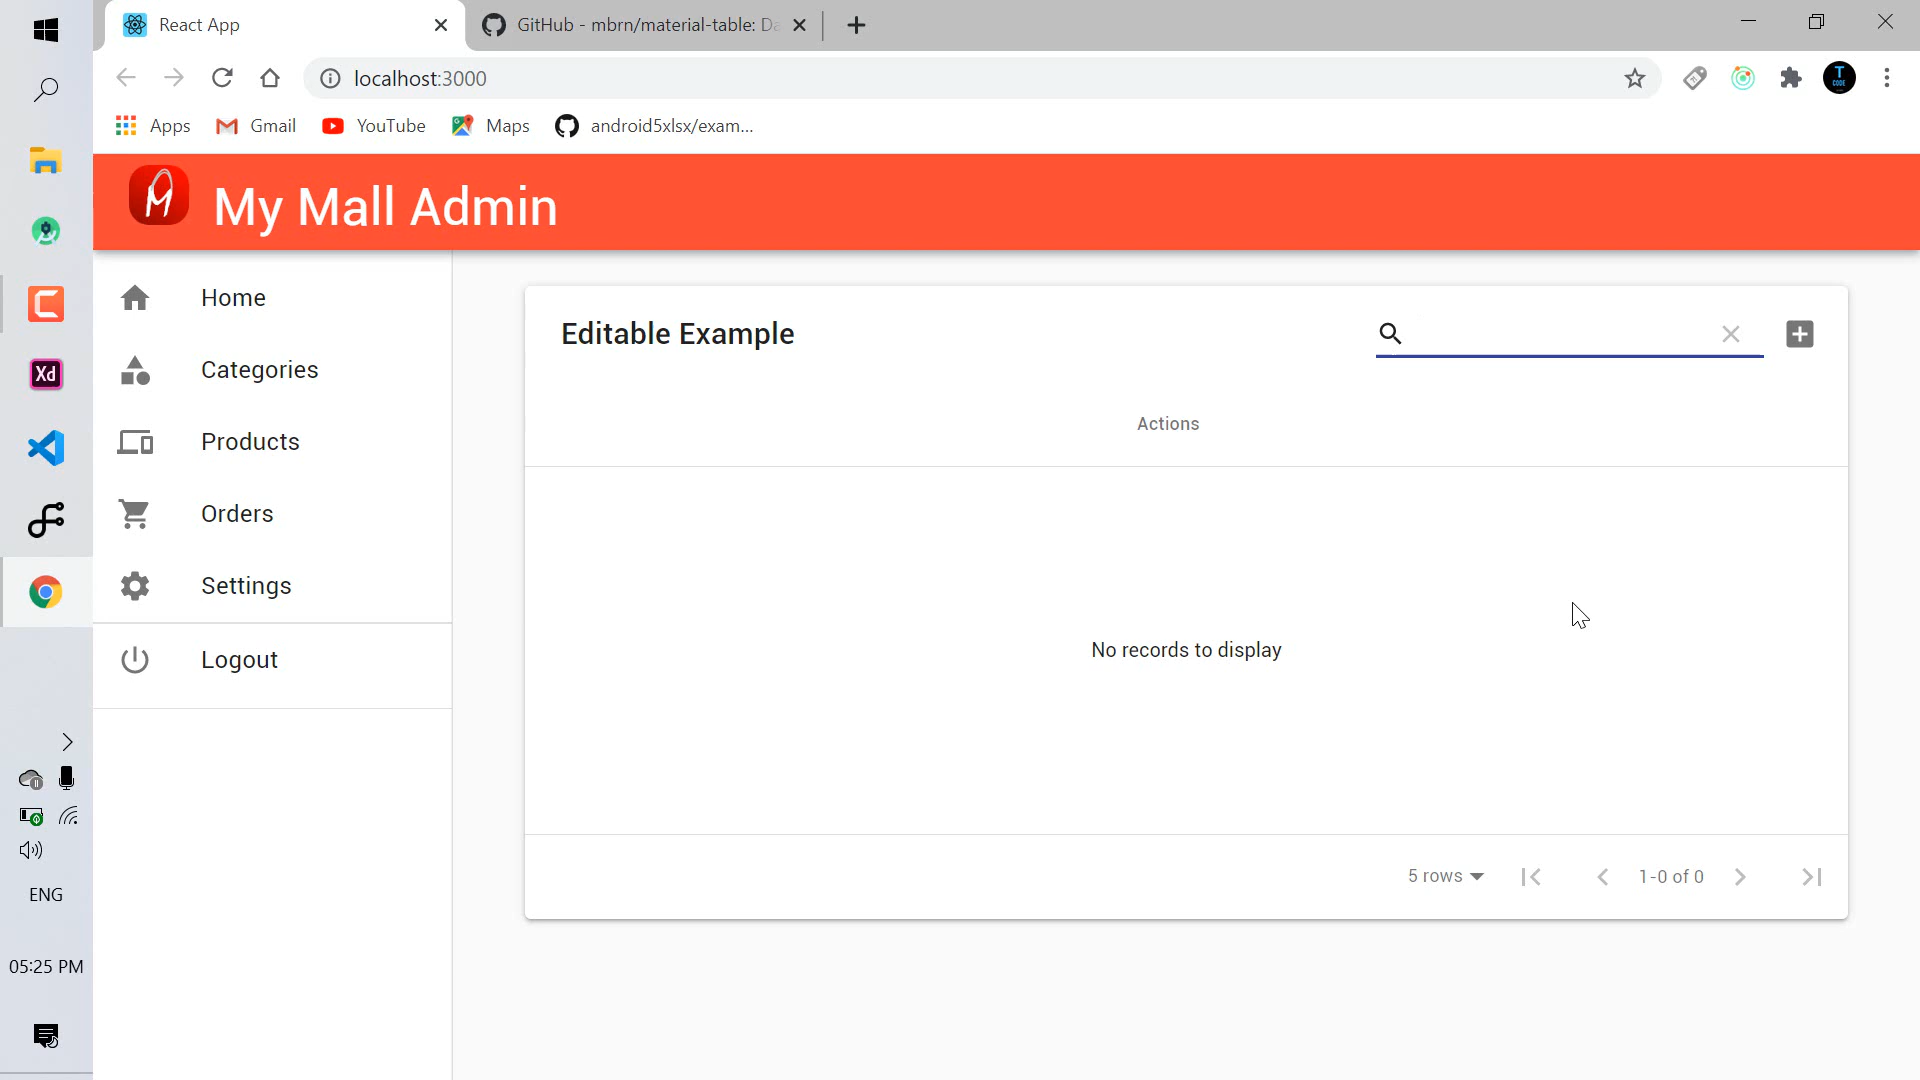 React App
GitHub - mbrn/material-table: Da
localhost:3000
Apps
Gmail
YouTube
Maps
android5xlsx/exam...
T
CODE
M
My Mall Admin
Xd
Home
Categories
Products
Orders
Settings
Logout
Editable Example
Actions
No records to display
5 rows
1-0 of 0
ENG
05:25 PM